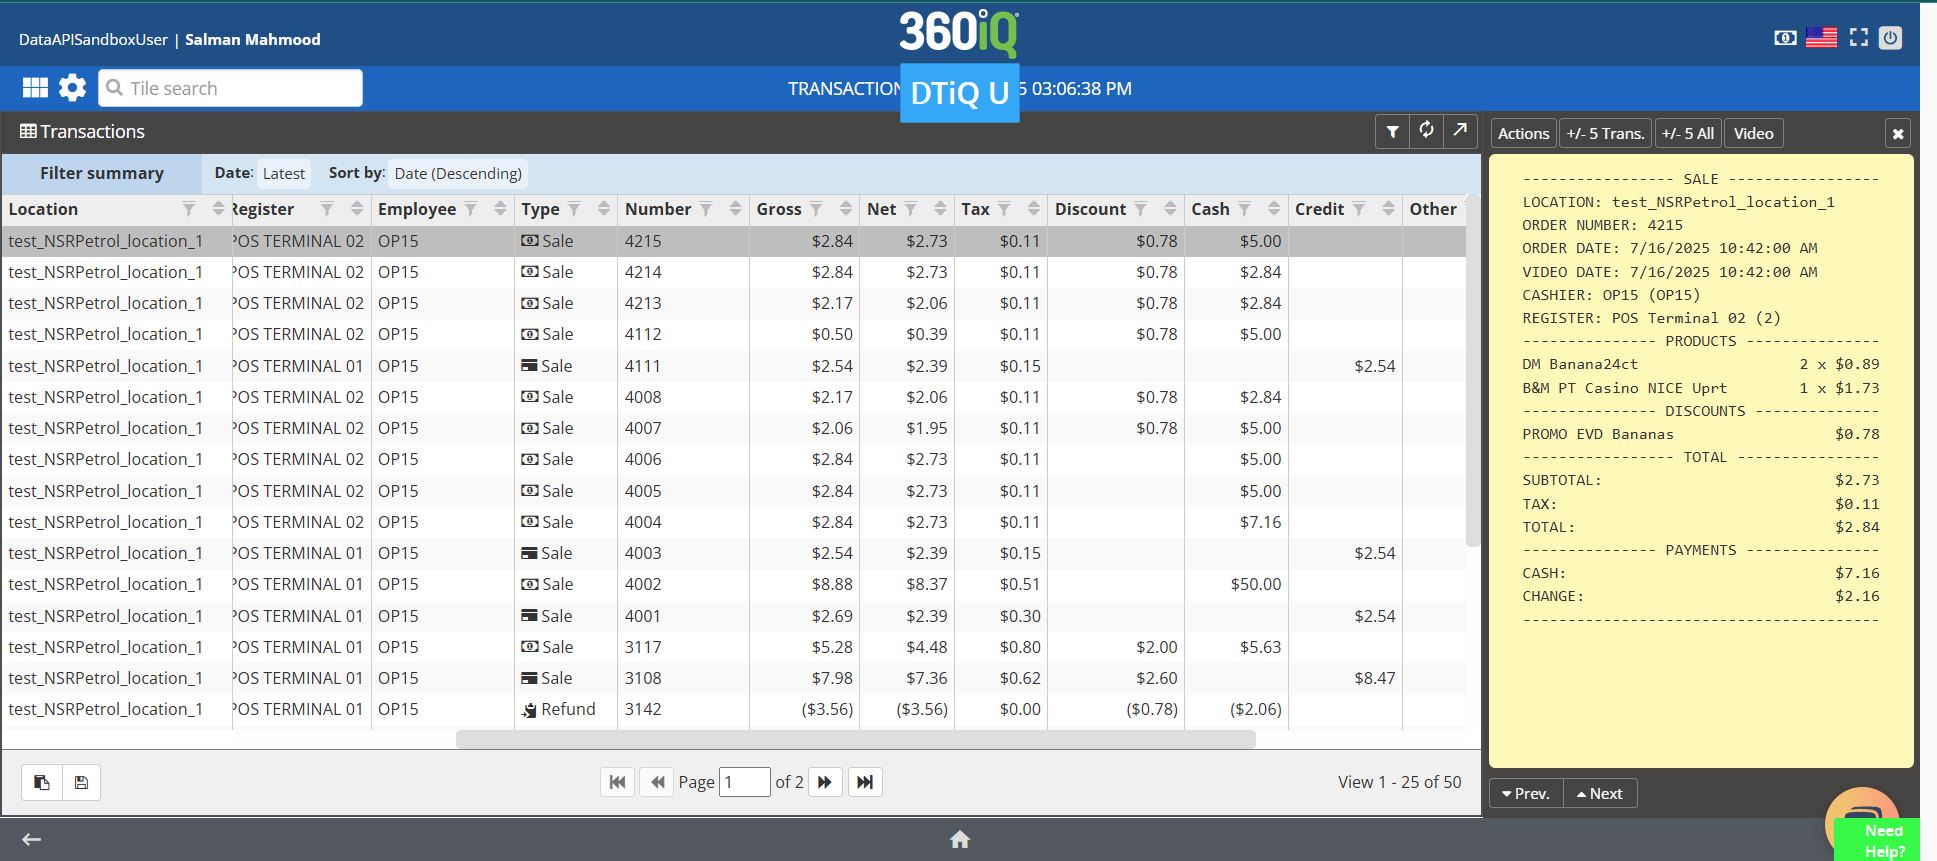 DataAPISandboxUser | Salman Mahmood
360iQ
Tile search
TRANSACTION
DTiQ U
5 03:06:38 PM
Transactions
Actions +/- 5 Trans. +/- 5 All Video
Filter summary Date: Latest Sort by: Date (Descending)
Location Register Employee Type Number Gross Net Tax Discount Cash Credit Other
test_NSRPetrol_location_1 POS TERMINAL 02 OP15 Sale 4215 $2.84 $2.73 $0.11 $0.78 $5.00
test_NSRPetrol_location_1 POS TERMINAL 02 OP15 Sale 4214 $2.84 $2.73 $0.11 $0.78 $2.84
test_NSRPetrol_location_1 POS TERMINAL 02 OP15 Sale 4213 $2.17 $2.06 $0.11 $0.78 $2.84
test_NSRPetrol_location_1 POS TERMINAL 02 OP15 Sale 4112 $0.50 $0.39 $0.11 $0.78 $5.00
test_NSRPetrol_location_1 POS TERMINAL 01 OP15 Sale 4111 $2.54 $2.39 $0.15 $2.54
test_NSRPetrol_location_1 POS TERMINAL 02 OP15 Sale 4008 $2.17 $2.06 $0.11 $0.78 $2.84
test_NSRPetrol_location_1 POS TERMINAL 02 OP15 Sale 4007 $2.06 $1.95 $0.11 $0.78 $5.00
test_NSRPetrol_location_1 POS TERMINAL 02 OP15 Sale 4006 $2.84 $2.73 $0.11 $5.00
test_NSRPetrol_location_1 POS TERMINAL 02 OP15 Sale 4005 $2.84 $2.73 $0.11 $5.00
test_NSRPetrol_location_1 POS TERMINAL 02 OP15 Sale 4004 $2.84 $2.73 $0.11 $7.16
test_NSRPetrol_location_1 POS TERMINAL 01 OP15 Sale 4003 $2.54 $2.39 $0.15 $2.54
test_NSRPetrol_location_1 POS TERMINAL 01 OP15 Sale 4002 $8.88 $8.37 $0.51 $50.00
test_NSRPetrol_location_1 POS TERMINAL 01 OP15 Sale 4001 $2.69 $2.39 $0.30 $2.54
test_NSRPetrol_location_1 POS TERMINAL 01 OP15 Sale 3117 $5.28 $4.48 $0.80 $2.00 $5.63
test_NSRPetrol_location_1 POS TERMINAL 01 OP15 Sale 3108 $7.98 $7.36 $0.62 $2.60 $8.47
test_NSRPetrol_location_1 POS TERMINAL 01 OP15 Refund 3142 ($3.56) ($3.56) $0.00 ($0.78) ($2.06)
Page 1 of 2
View 1 - 25 of 50
----------------- SALE -----------------
LOCATION: test_NSRPetrol_location_1
ORDER NUMBER: 4215
ORDER DATE: 7/16/2025 10:42:00 AM
VIDEO DATE: 7/16/2025 10:42:00 AM
CASHIER: OP15 (OP15)
REGISTER: POS Terminal 02 (2)
--------------- PRODUCTS ---------------
DM Banana24ct 2 x $0.89
B&M PT Casino NICE Uprt 1 x $1.73
--------------- DISCOUNTS --------------
PROMO EVD Bananas $0.78
----------------- TOTAL ----------------
SUBTOTAL: $2.73
TAX: $0.11
TOTAL: $2.84
--------------- PAYMENTS ---------------
CASH: $7.16
CHANGE: $2.16
----------------------------------------
Prev. Next
Need
Help?